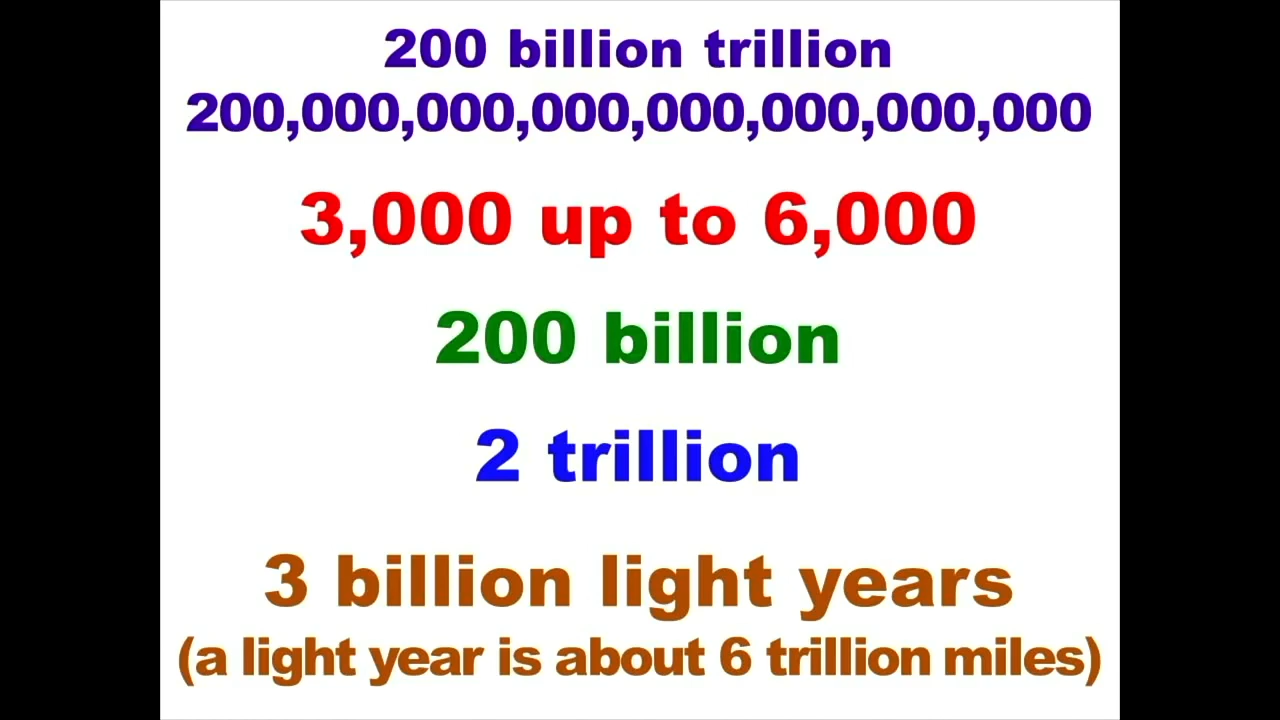 200 billion trillion
200,000,000,000,000,000,000,000
3,000 up to 6,000
200 billion
2 trillion
3 billion light years
(a light year is about 6 trillion miles)